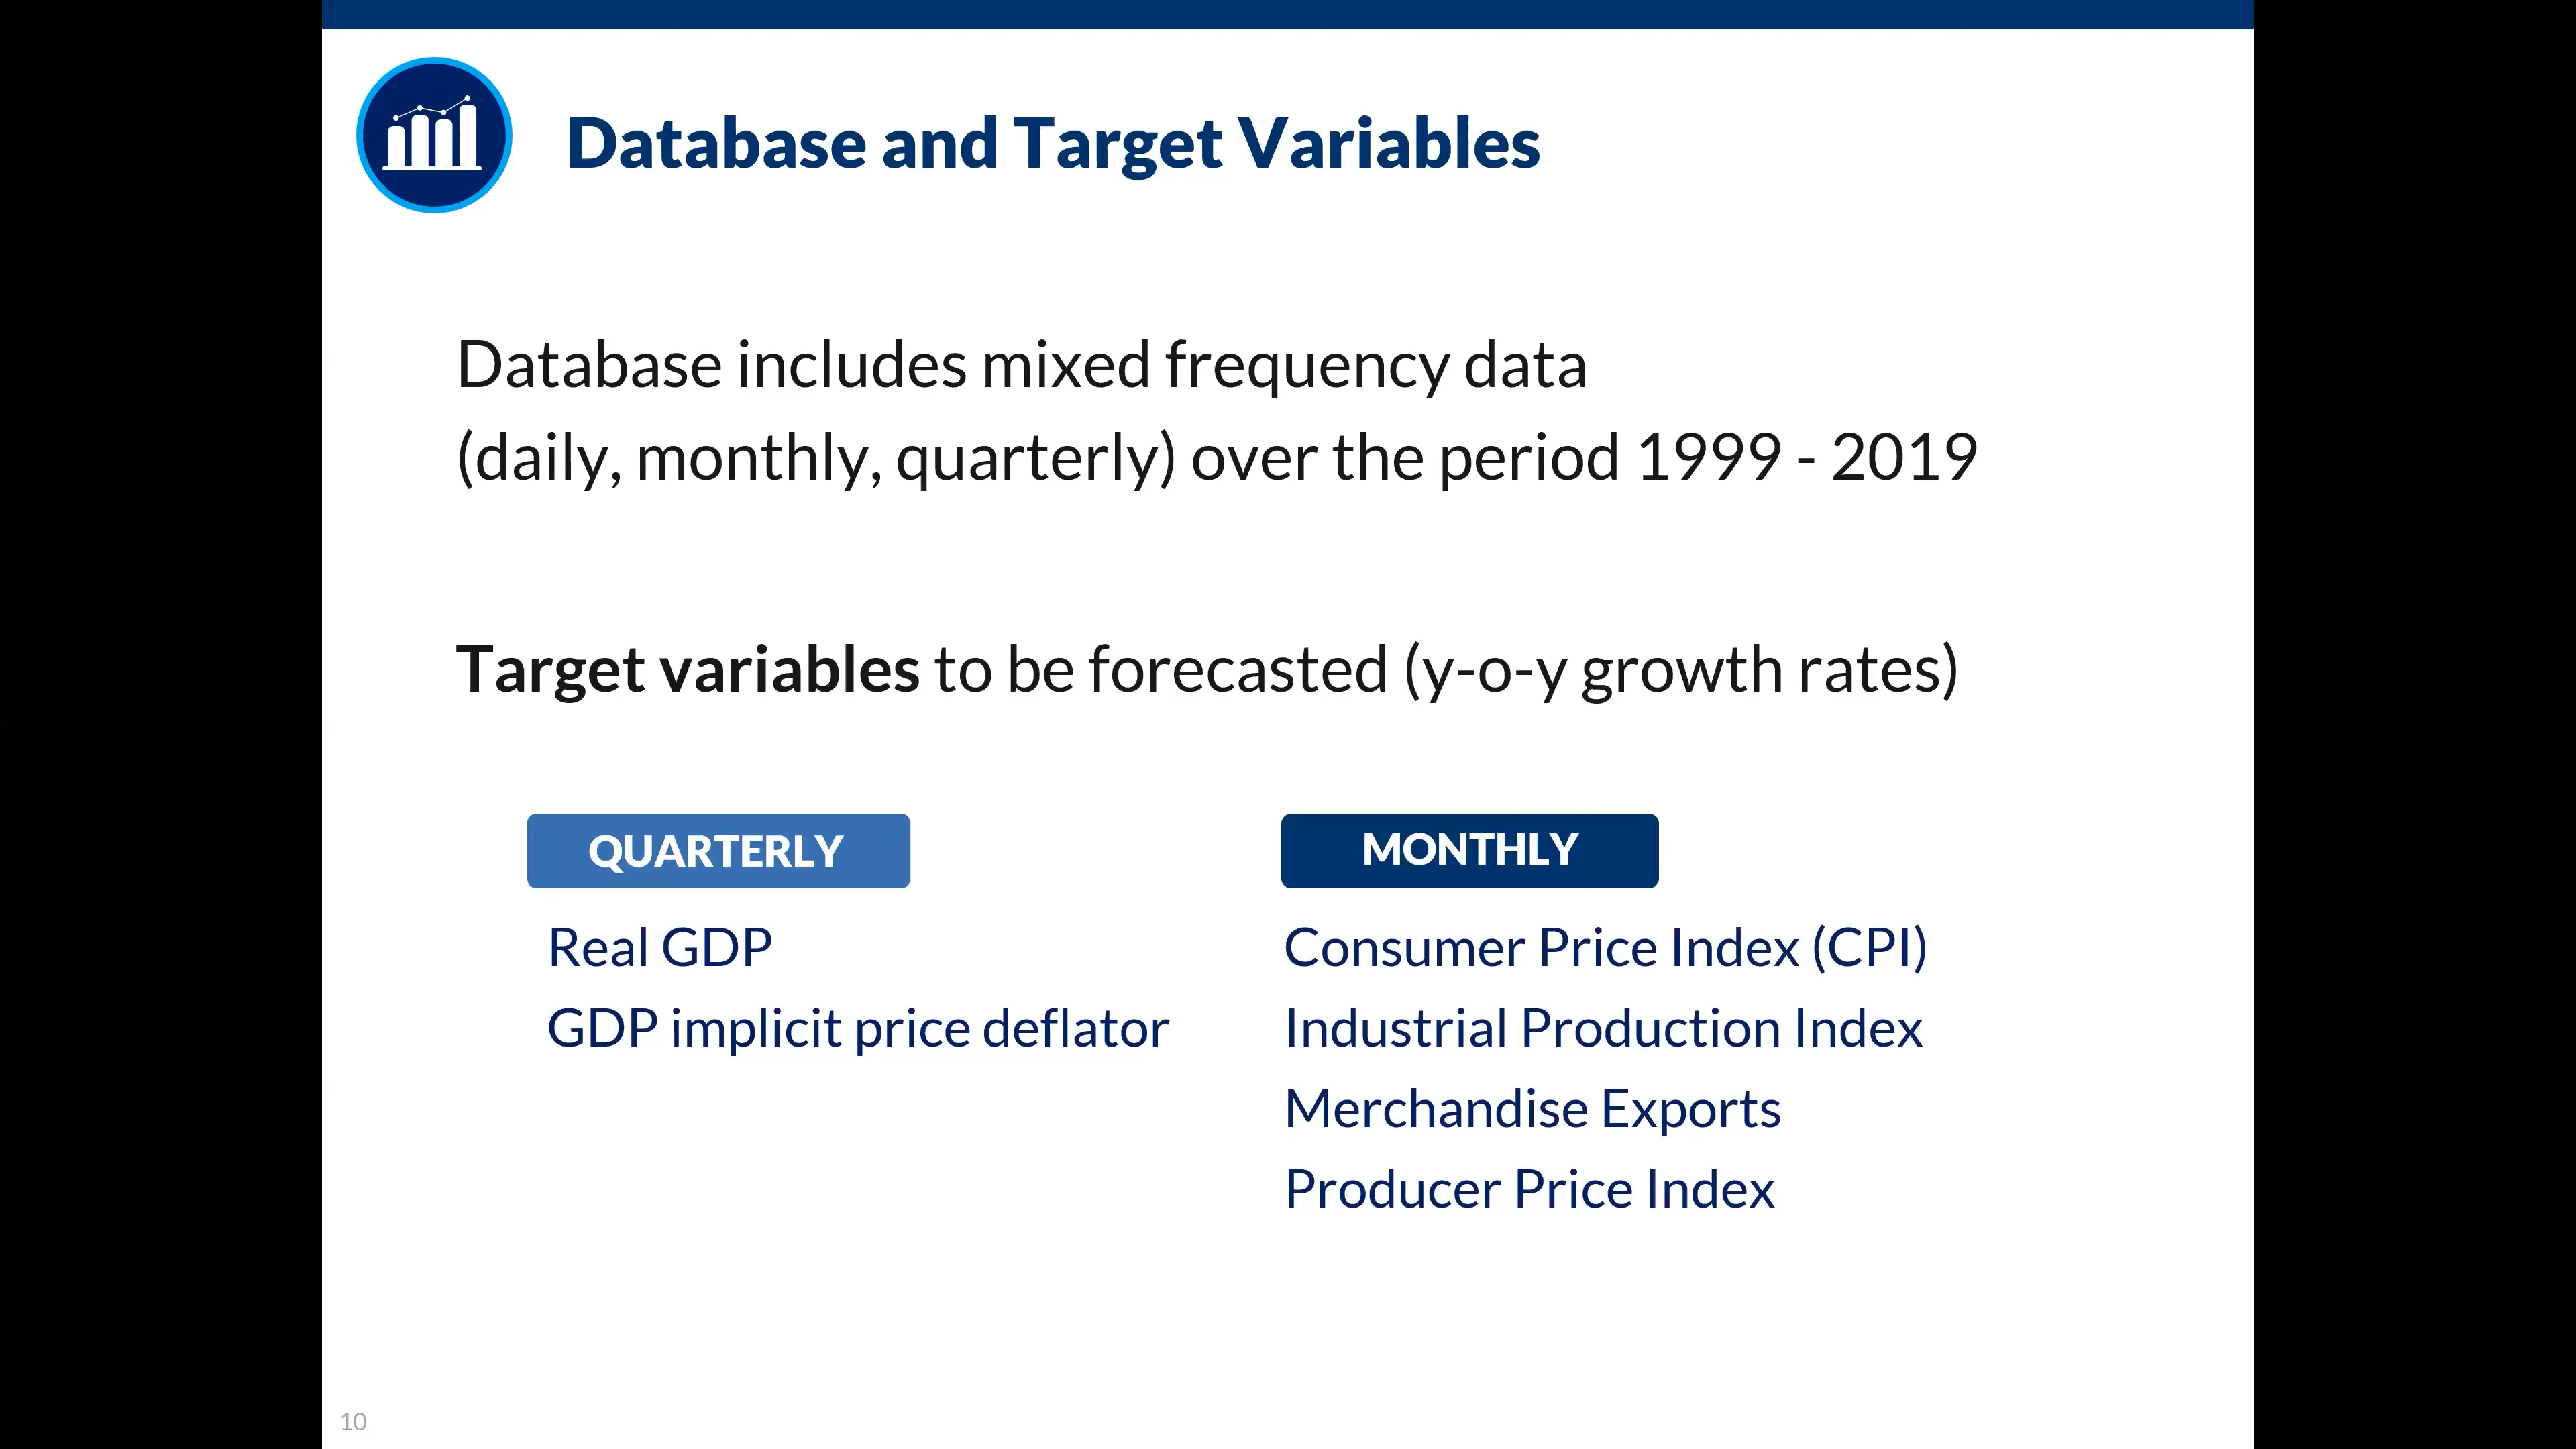 Database and Target Variables
Database includes mixed frequency data
(daily, monthly, quarterly) over the period 1999 - 2019
Target variables to be forecasted (y-o-y growth rates)
QUARTERLY
Real GDP
GDP implicit price deflator
MONTHLY
Consumer Price Index (CPI)
Industrial Production Index
Merchandise Exports
Producer Price Index
10